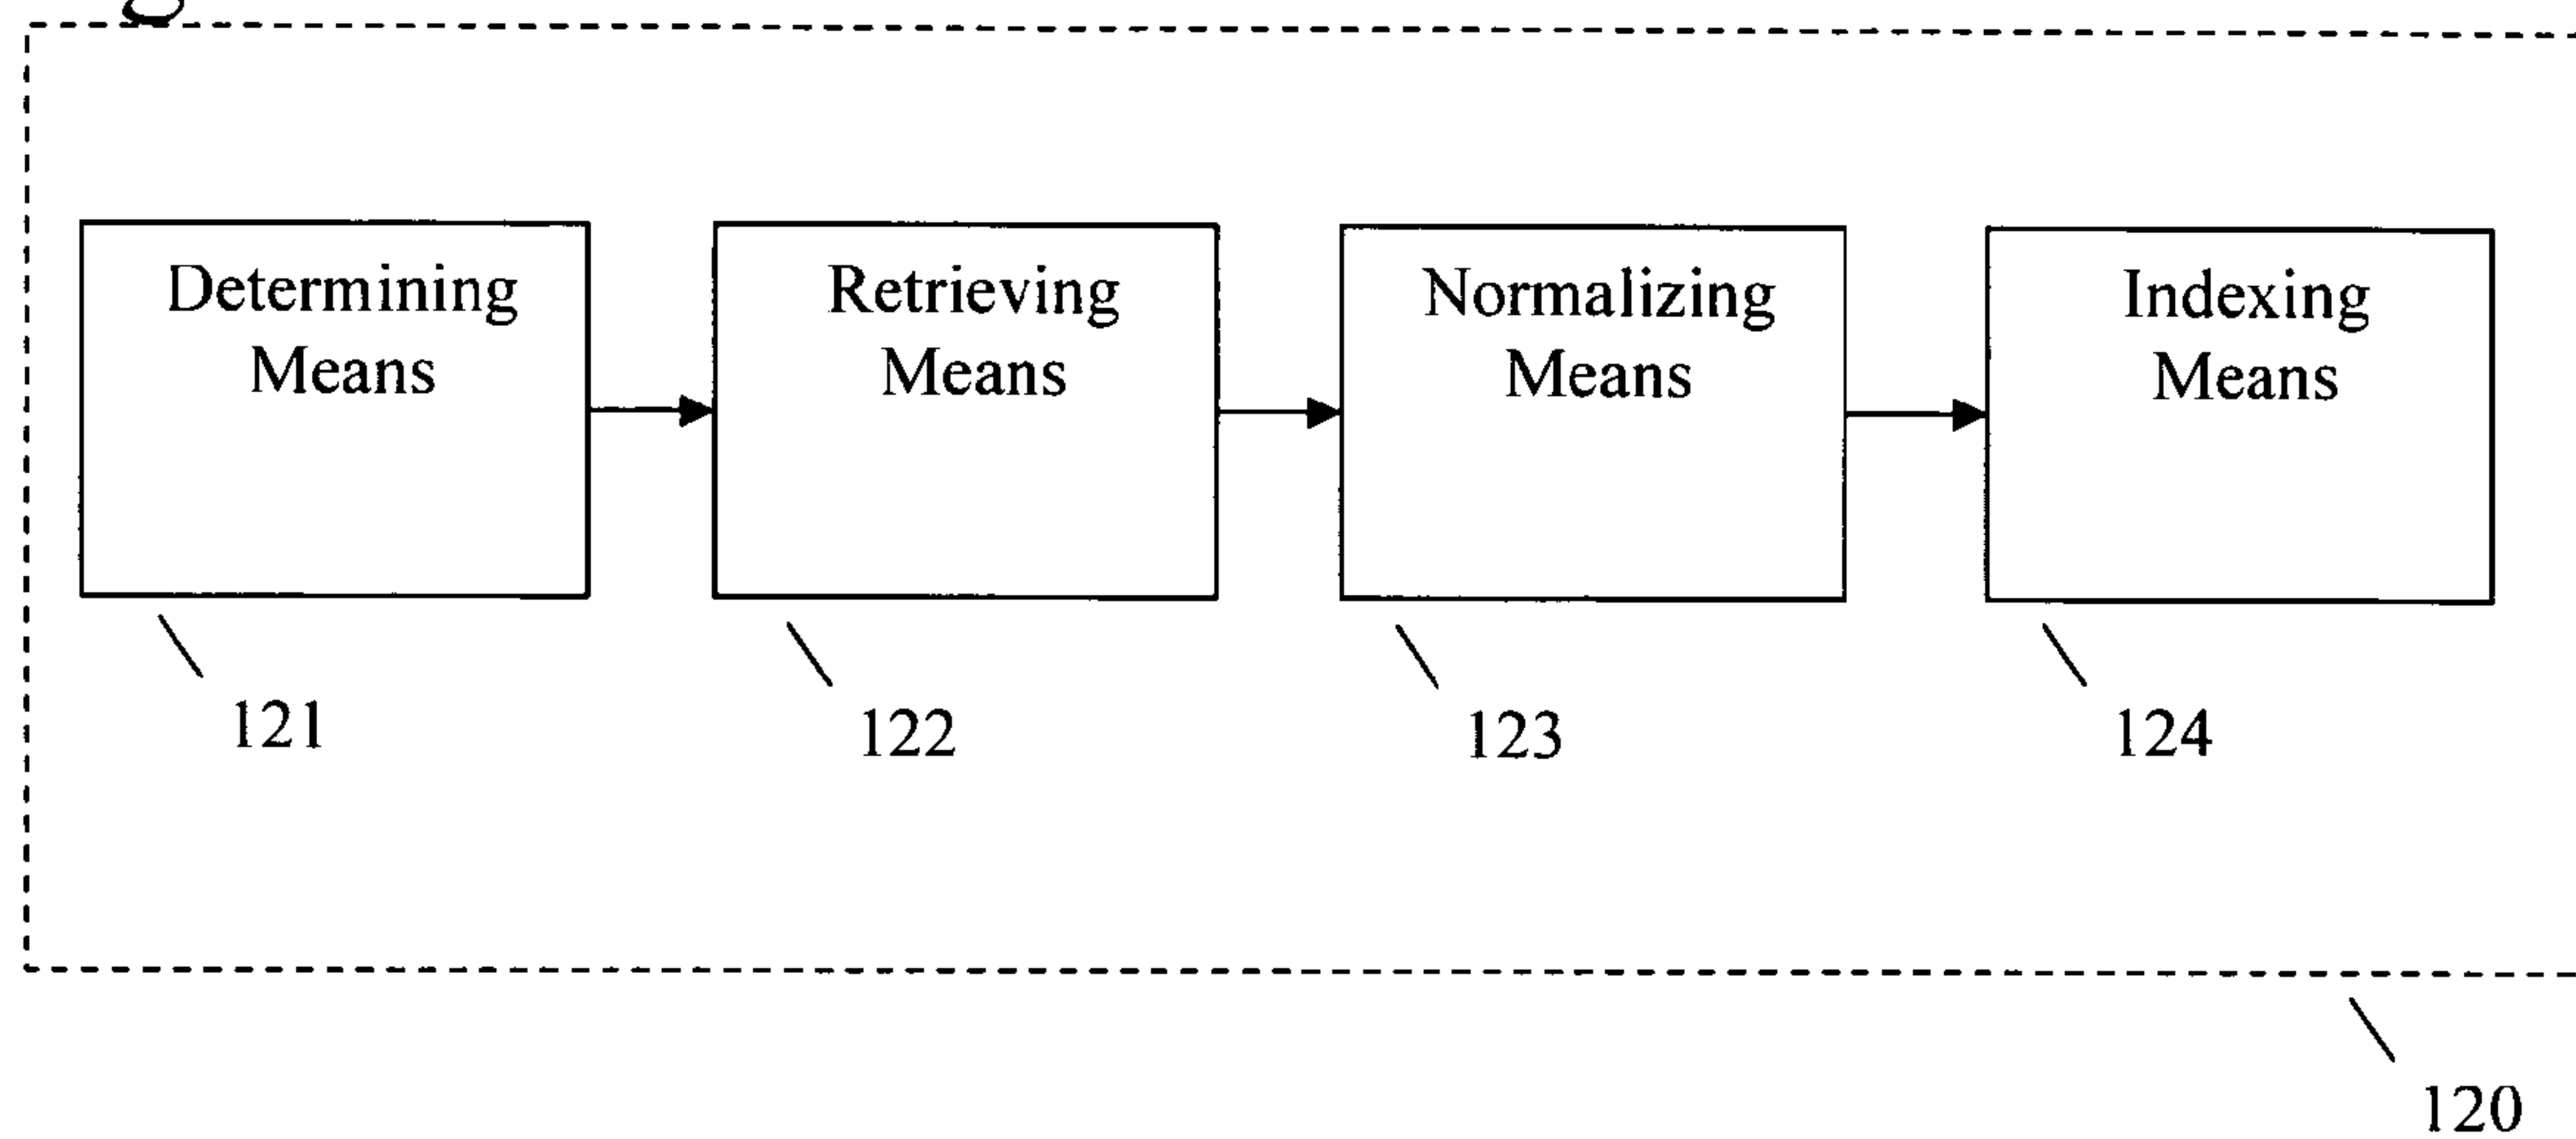 Determining
Means
Retrieving
Means
Normalizing
Means
Indexing
Means
121
122
123
124
120